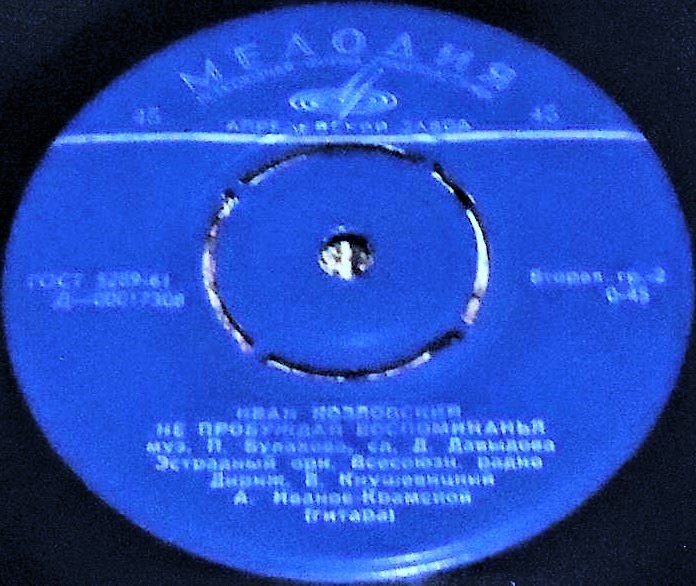 МЕЛОДИЯ
45 45
АПРЕЛЕВСКИЙ ЗАВОД
ГОСТ 5289-61
Д—00017308
Вторая гр.-2
0-45
ИВАН КОЗЛОВСКИЙ
НЕ ПРОБУЖДАЙ ВОСПОМИНАНЬЯ
муз. П. Булахова, сл. Д. Давыдова
Эстрадный орк. Всесоюзн. радио
Дириж. В. Кнушевицкий
А. Иванов-Крамской
(гитара)